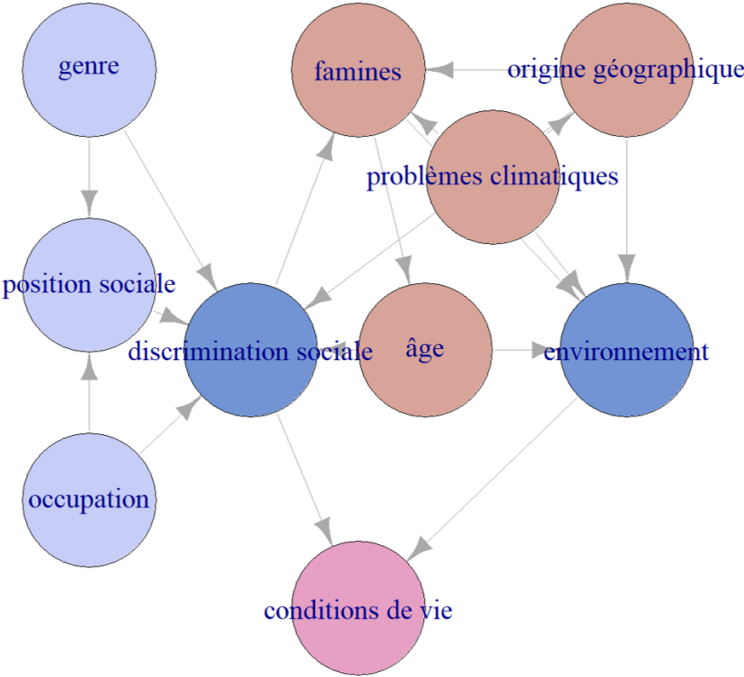 genre
famines
origine géographique
problèmes climatiques
position sociale
discrimination sociale
âge
environnement
occupation
conditions de vie